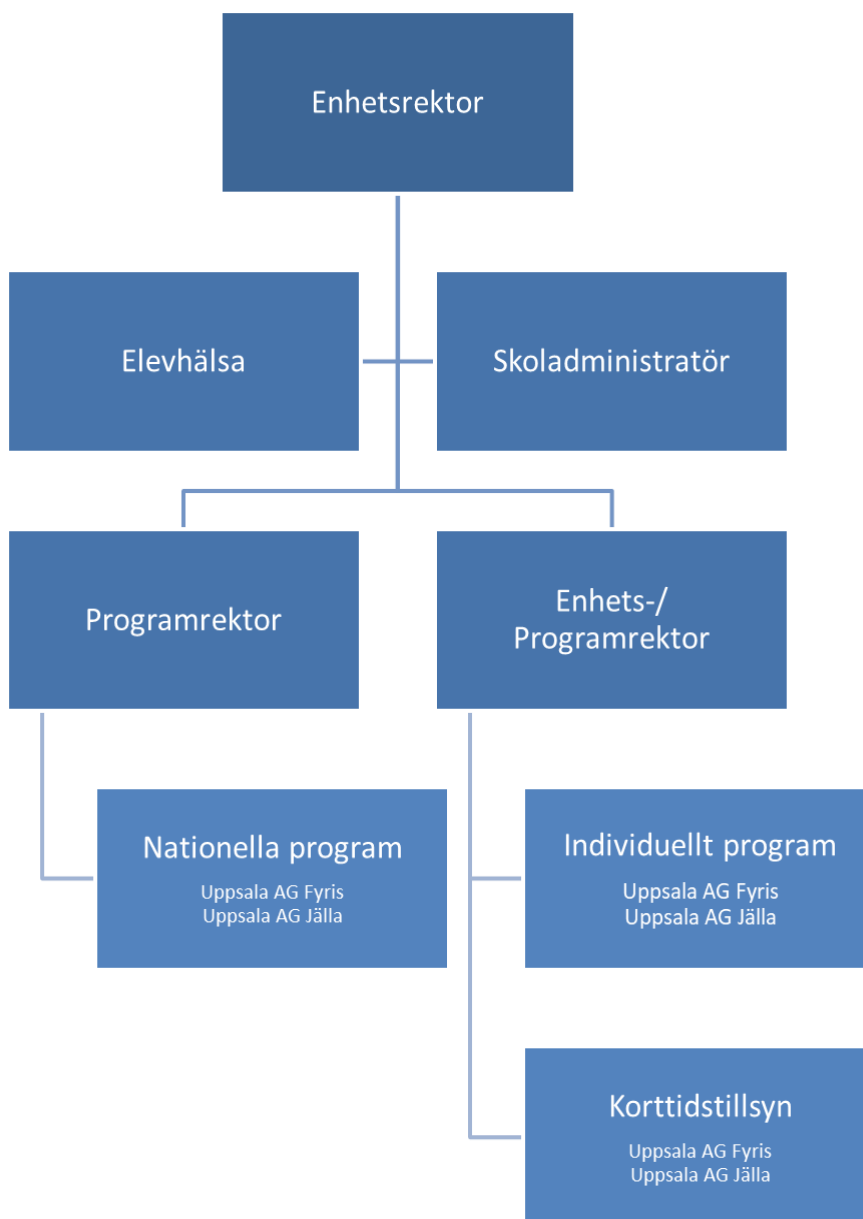 Enhetsrektor
Elevhälsa
Skoladministratör
Programrektor
Enhets-/
Programrektor
Nationella program
Uppsala AG Fyris
Uppsala AG Jälla
Individuellt program
Uppsala AG Fyris
Uppsala AG Jälla
Korttidstillsyn
Uppsala AG Fyris
Uppsala AG Jälla